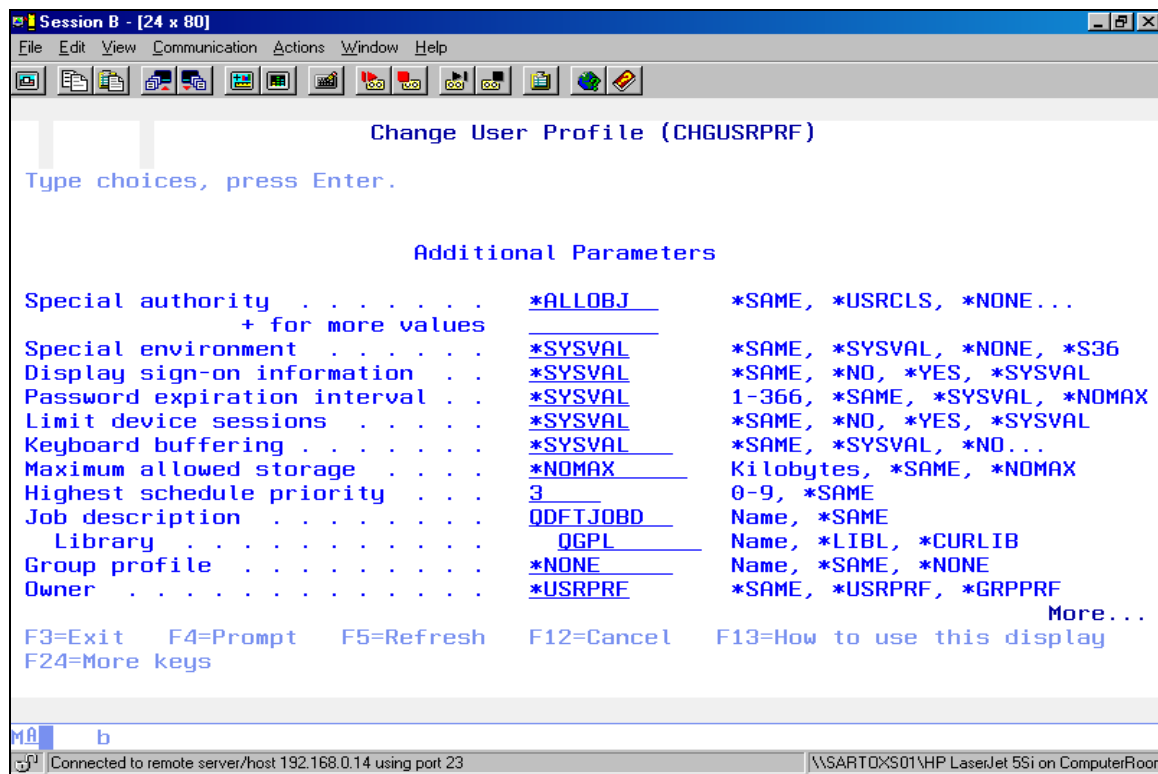 Session B - [24 x 80]
File Edit View Communication Actions Window Help
Change User Profile (CHGUSRPRF)
Type choices, press Enter.
Additional Parameters
Special authority . . . . . . . *ALLOBJ *SAME, *USRCLS, *NONE...
+ for more values
Special environment . . . . . . *SYSVAL *SAME, *SYSVAL, *NONE, *S36
Display sign-on information . . *SYSVAL *SAME, *NO, *YES, *SYSVAL
Password expiration interval . . *SYSVAL 1-366, *SAME, *SYSVAL, *NOMAX
Limit device sessions . . . . . *SYSVAL *SAME, *NO, *YES, *SYSVAL
Keyboard buffering . . . . . . . *SYSVAL *SAME, *SYSVAL, *NO...
Maximum allowed storage . . . . *NOMAX Kilobytes, *SAME, *NOMAX
Highest schedule priority . . . 3 0-9, *SAME
Job description . . . . . . . . QDFTJOBD Name, *SAME
Library . . . . . . . . . . . QGPL Name, *LIBL, *CURLIB
Group profile . . . . . . . . . *NONE Name, *SAME, *NONE
Owner . . . . . . . . . . . . . *USRPRF *SAME, *USRPRF, *GRPPRF
More...
F3=Exit F4=Prompt F5=Refresh F12=Cancel F13=How to use this display
F24=More keys
MA b
Connected to remote server/host 192.168.0.14 using port 23 \\SARTOXS01\HP LaserJet 5Si on ComputerRoor